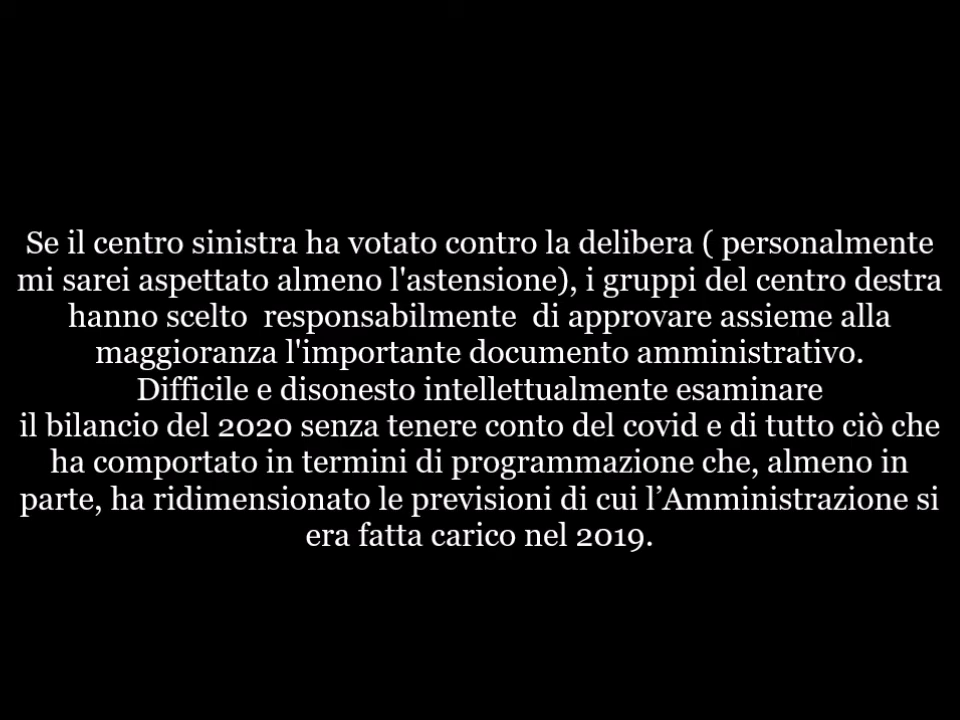 Se il centro sinistra ha votato contro la delibera ( personalmente
mi sarei aspettato almeno l'astensione), i gruppi del centro destra
hanno scelto  responsabilmente  di approvare assieme alla
maggioranza l'importante documento amministrativo.
Difficile e disonesto intellettualmente esaminare
il bilancio del 2020 senza tenere conto del covid e di tutto ciò che
ha comportato in termini di programmazione che, almeno in
parte, ha ridimensionato le previsioni di cui l’Amministrazione si
era fatta carico nel 2019.